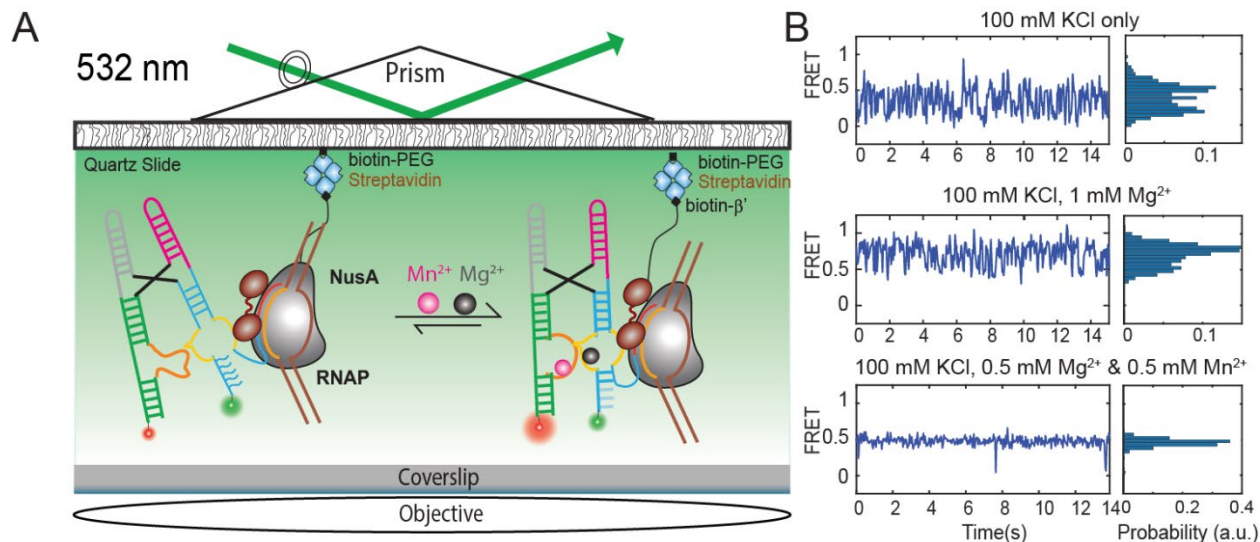 A
532 nm
Prism
Quartz Slide
biotin-PEG
Streptavidin
biotin-PEG
Streptavidin
biotin-β'
NusA
Mn²⁺ Mg²⁺
RNAP
Coverslip
Objective
B
100 mM KCl only
FRET
1
0.5
0
0 2 4 6 8 10 12 14
0 0.1
100 mM KCl, 1 mM Mg²⁺
FRET
1
0.5
0
0 2 4 6 8 10 12 14
0 0.1
100 mM KCl, 0.5 mM Mg²⁺ & 0.5 mM Mn²⁺
FRET
1
0.5
0
0 2 4 6 8 10 12 14
0 0.2 0.4
Time(s)
Probability (a.u.)